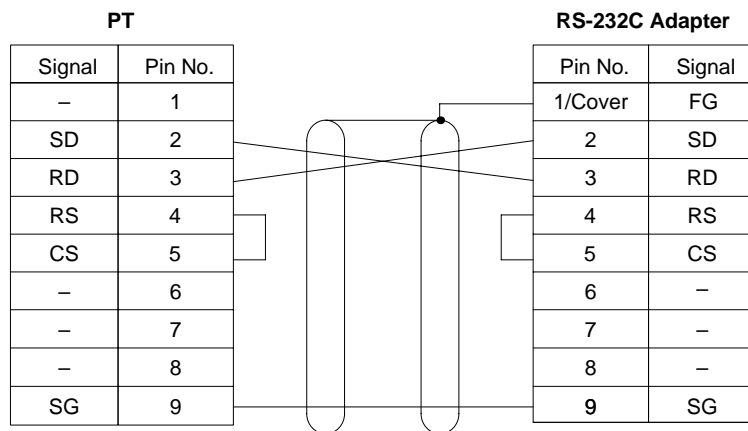 PT RS-232C Adapter
Signal Pin No. Pin No. Signal
– 1 1/Cover FG
SD 2 2 SD
RD 3 3 RD
RS 4 4 RS
CS 5 5 CS
– 6 6 –
– 7 7 –
– 8 8 –
SG 9 9 SG